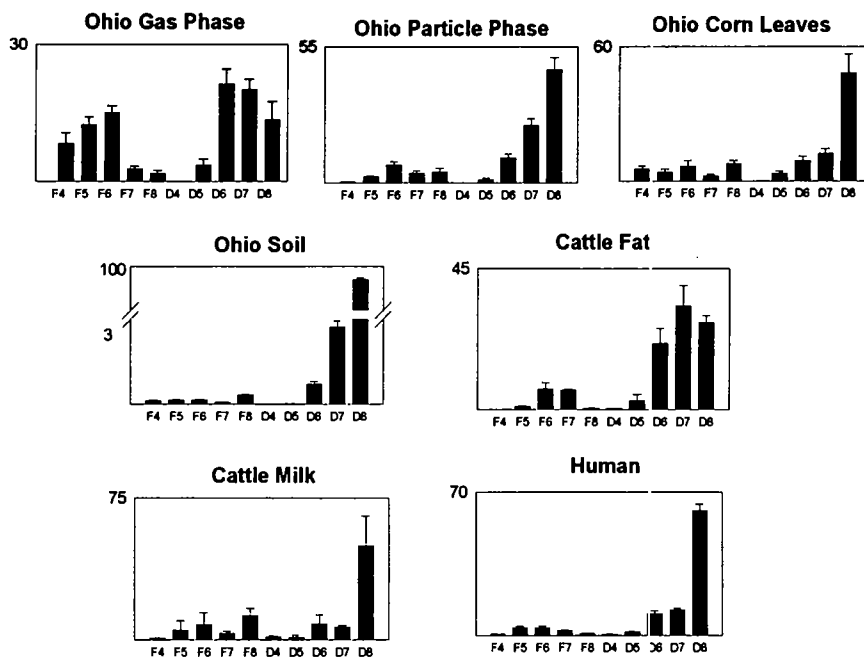 Ohio Gas Phase
30
F4 F5 F6 F7 F8 D4 D5 D6 D7 D8
Ohio Particle Phase
55
F4 F5 F6 F7 F8 D4 D5 D6 D7 D8
Ohio Corn Leaves
60
F4 F5 F6 F7 F8 D4 D5 D6 D7 D8
Ohio Soil
100
3
F4 F5 F6 F7 F8 D4 D5 D6 D7 D8
Cattle Fat
45
F4 F5 F6 F7 F8 D4 D5 D6 D7 D8
Cattle Milk
75
F4 F5 F6 F7 F8 D4 D5 D6 D7 D8
Human
70
F4 F5 F6 F7 F8 D4 D5 D6 D7 D8